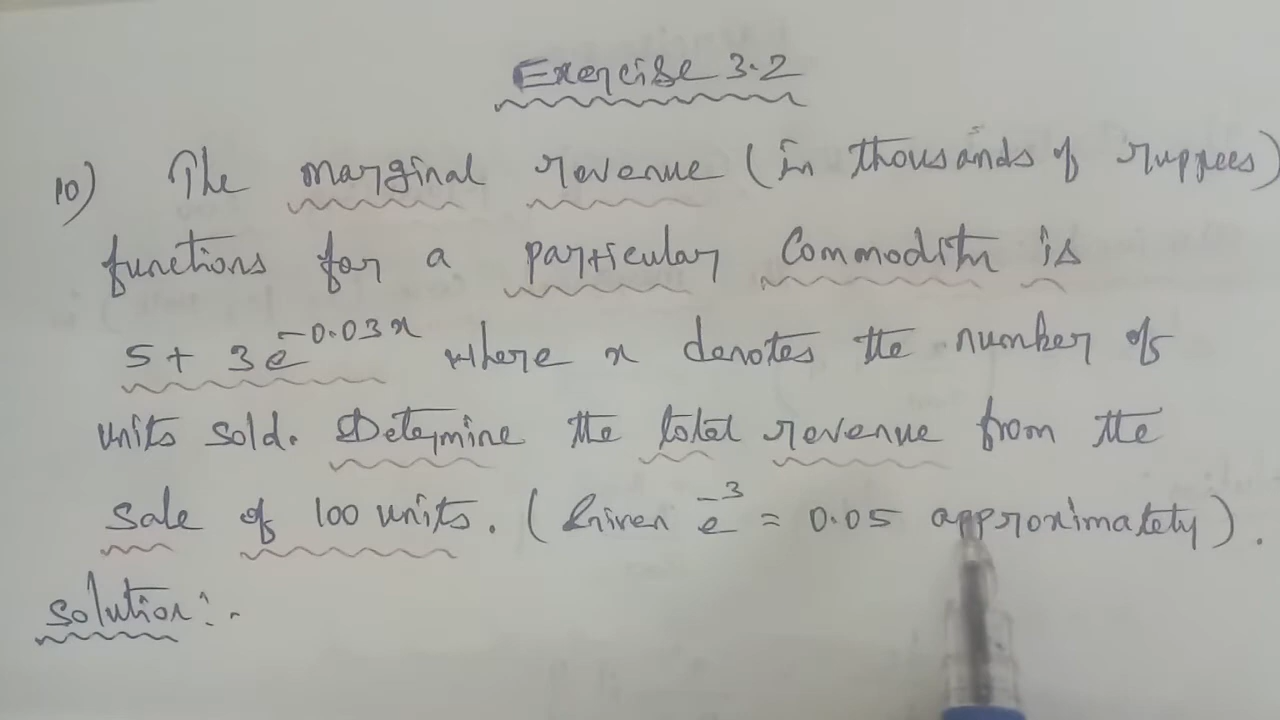 Exercise 3.2
10) The marginal revenue (in thousands of ruppees)
functions for a particular Commodity is
5 + 3e^-0.03x where x denotes the number of
units sold. Determine the total revenue from the
sale of 100 units. (Given e^-3 = 0.05 approximately).
Solution:-